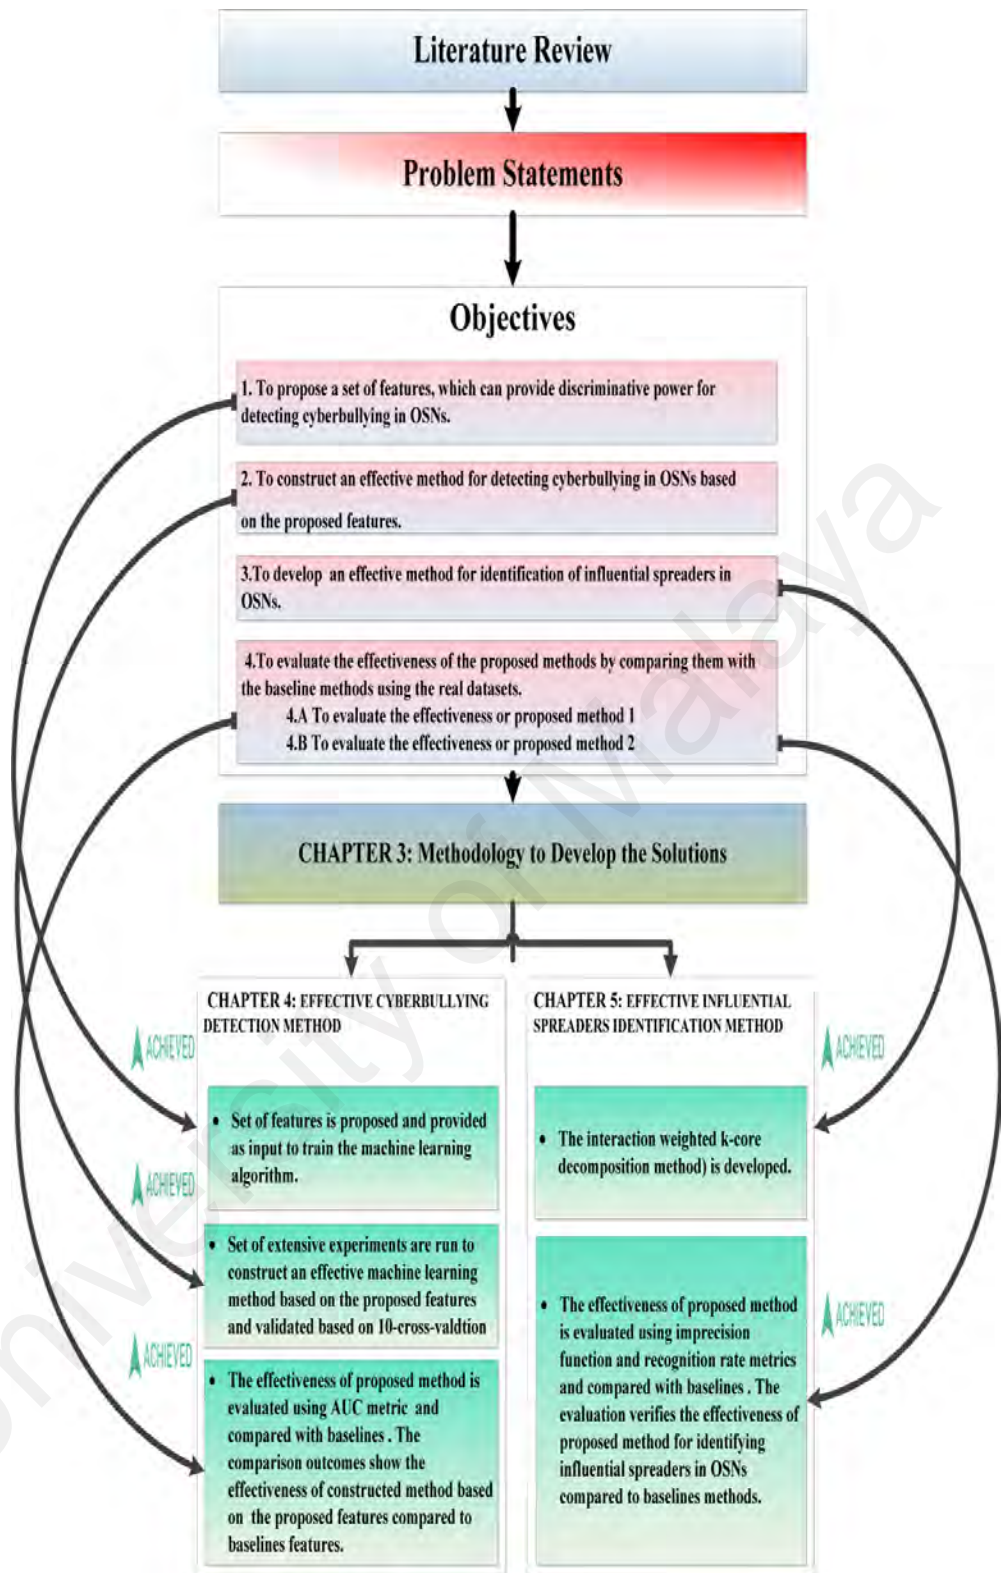 Literature Review
Problem Statements
Objectives
1. To propose a set of features, which can provide discriminative power for
detecting cyberbullying in OSNs.
2. To construct an effective method for detecting cyberbullying in OSNs based
on the proposed features.
3.To develop an effective method for identification of influential spreaders in
OSNs.
4.To evaluate the effectiveness of the proposed methods by comparing them with
the baseline methods using the real datasets.
4.A To evaluate the effectiveness or proposed method 1
4.B To evaluate the effectiveness or proposed method 2
CHAPTER 3: Methodology to Develop the Solutions
CHAPTER 4: EFFECTIVE CYBERBULLYING
DETECTION METHOD
ACHIEVED
• Set of features is proposed and provided
as input to train the machine learning
algorithm.
ACHIEVED
• Set of extensive experiments are run to
construct an effective machine learning
method based on the proposed features
and validated based on 10-cross-valdtion
ACHIEVED
• The effectiveness of proposed method is
evaluated using AUC metric and
compared with baselines . The
comparison outcomes show the
effectiveness of constructed method based
on the proposed features compared to
baselines features.
CHAPTER 5: EFFECTIVE INFLUENTIAL
SPREADERS IDENTIFICATION METHOD
ACHIEVED
• The interaction weighted k-core
decomposition method) is developed.
ACHIEVED
• The effectiveness of proposed method
is evaluated using imprecision
function and recognition rate metrics
and compared with baselines . The
evaluation verifies the effectiveness of
proposed method for identifying
influential spreaders in OSNs
compared to baselines methods.
University of Malaya